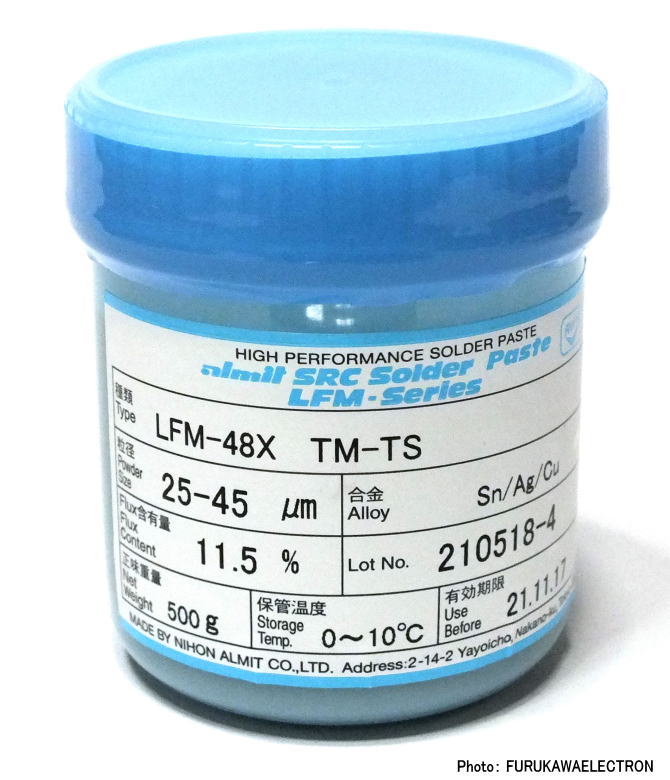 HIGH PERFORMANCE SOLDER PASTE
almit SRC Solder Paste
LFM-Series
種類
Type
LFM-48X TM-TS
粒径
Powder
Size
25-45 μm
合金
Alloy
Sn/Ag/Cu
Flux含有量
Flux
Content
11.5 %
Lot No.
210518-4
正味重量
Net
Weight
500g
保管温度
Storage
Temp.
0〜10℃
有効期限
Use
Before
21.11.17
MADE BY NIHON ALMIT CO.,LTD. Address:2-14-2 Yayoicho, Nakano-ku,
Photo: FURUKAWAELECTRON